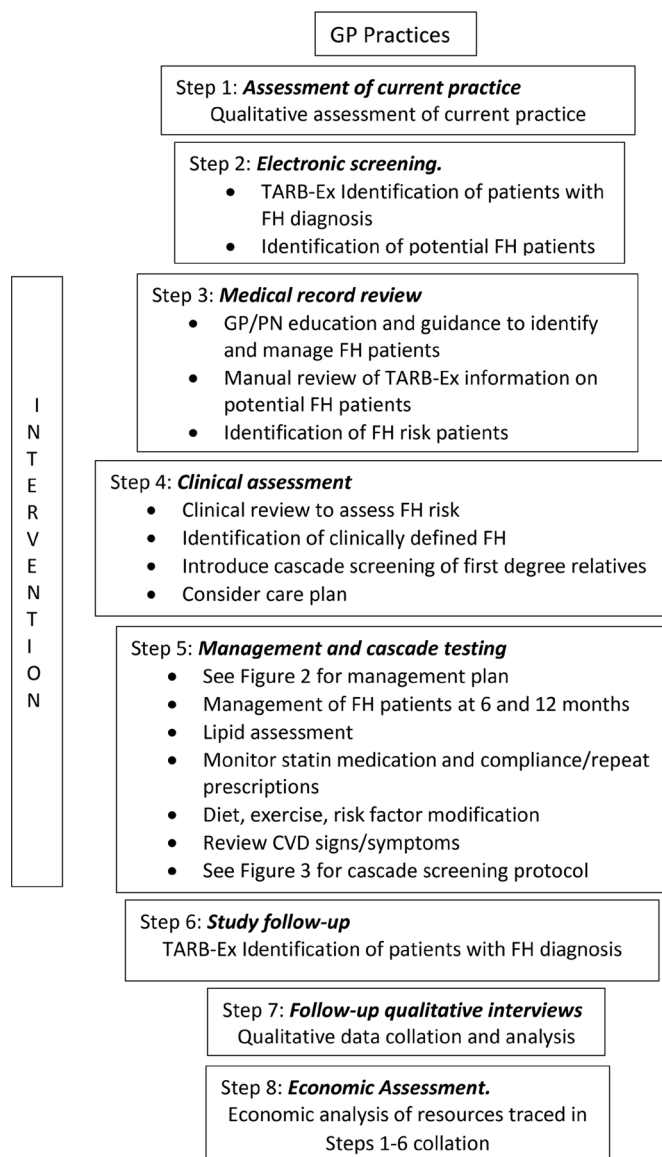 GP Practices
Step 1: Assessment of current practice
Qualitative assessment of current practice
Step 2: Electronic screening.
• TARB-Ex Identification of patients with
FH diagnosis
• Identification of potential FH patients
INTERVENTION
Step 3: Medical record review
• GP/PN education and guidance to identify
and manage FH patients
• Manual review of TARB-Ex information on
potential FH patients
• Identification of FH risk patients
Step 4: Clinical assessment
• Clinical review to assess FH risk
• Identification of clinically defined FH
• Introduce cascade screening of first degree relatives
• Consider care plan
Step 5: Management and cascade testing
• See Figure 2 for management plan
• Management of FH patients at 6 and 12 months
• Lipid assessment
• Monitor statin medication and compliance/repeat
prescriptions
• Diet, exercise, risk factor modification
• Review CVD signs/symptoms
• See Figure 3 for cascade screening protocol
Step 6: Study follow-up
TARB-Ex Identification of patients with FH diagnosis
Step 7: Follow-up qualitative interviews
Qualitative data collation and analysis
Step 8: Economic Assessment.
Economic analysis of resources traced in
Steps 1-6 collation